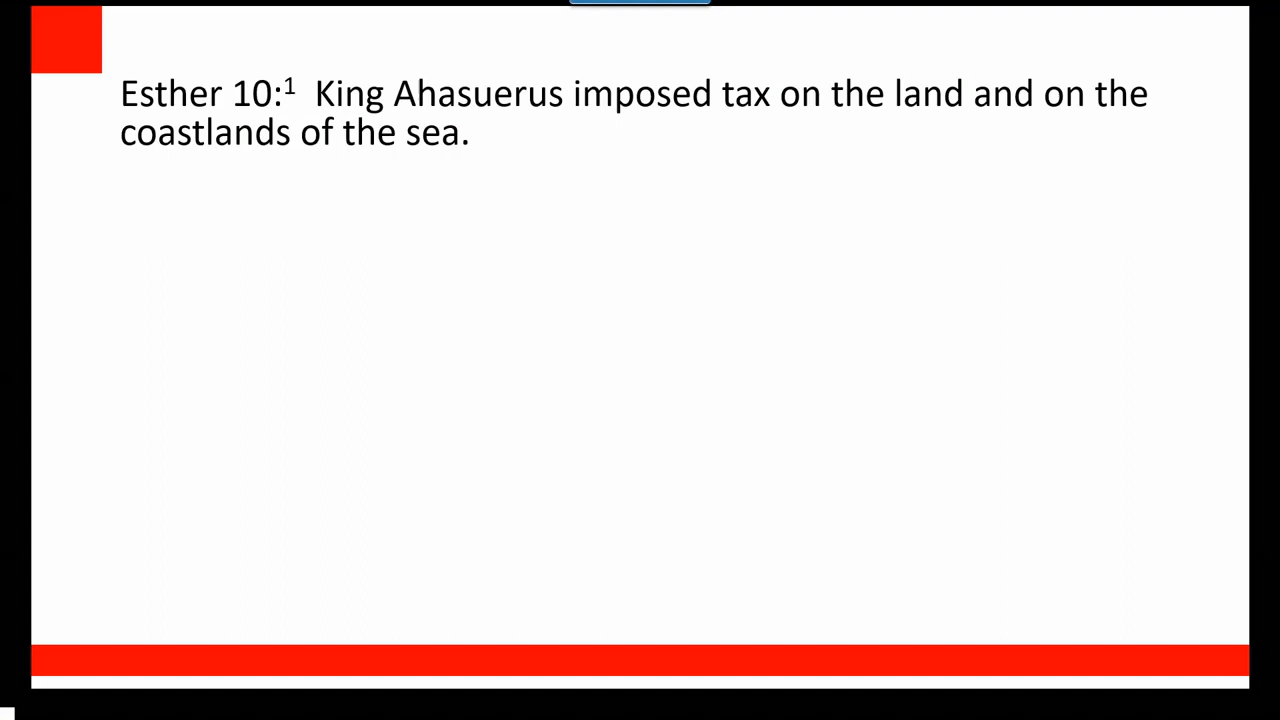 Esther 10:¹ King Ahasuerus imposed tax on the land and on the
coastlands of the sea.